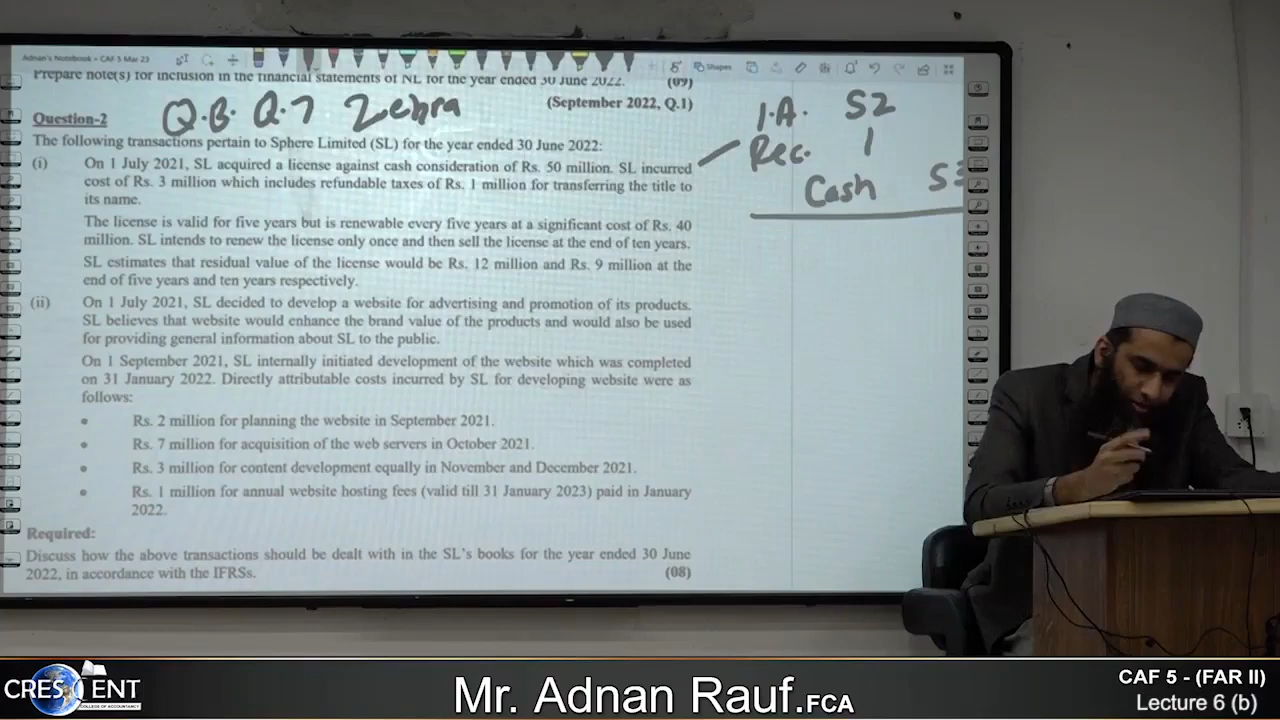 Adnan's Notebook » CAF 5 Mar 23
Shapes
Prepare note(s) for inclusion in the financial statements of NL for the year ended 30 June 2022. (09)
(September 2022, Q.1)
Q.B. Q.7 Zehra
Question-2
The following transactions pertain to Sphere Limited (SL) for the year ended 30 June 2022:
(i) On 1 July 2021, SL acquired a license against cash consideration of Rs. 50 million. SL incurred
cost of Rs. 3 million which includes refundable taxes of Rs. 1 million for transferring the title to
its name.
The license is valid for five years but is renewable every five years at a significant cost of Rs. 40
million. SL intends to renew the license only once and then sell the license at the end of ten years.
SL estimates that residual value of the license would be Rs. 12 million and Rs. 9 million at the
end of five years and ten years respectively.
(ii) On 1 July 2021, SL decided to develop a website for advertising and promotion of its products.
SL believes that website would enhance the brand value of the products and would also be used
for providing general information about SL to the public.
On 1 September 2021, SL internally initiated development of the website which was completed
on 31 January 2022. Directly attributable costs incurred by SL for developing website were as
follows:
• Rs. 2 million for planning the website in September 2021.
• Rs. 7 million for acquisition of the web servers in October 2021.
• Rs. 3 million for content development equally in November and December 2021.
• Rs. 1 million for annual website hosting fees (valid till 31 January 2023) paid in January
2022.
Required:
Discuss how the above transactions should be dealt with in the SL's books for the year ended 30 June
2022, in accordance with the IFRSs. (08)
I.A. 52
Rec. 1
Cash 53
CRESCENT
COLLEGE OF ACCOUNTANCY
Mr. Adnan Rauf.FCA
CAF 5 - (FAR II)
Lecture 6 (b)